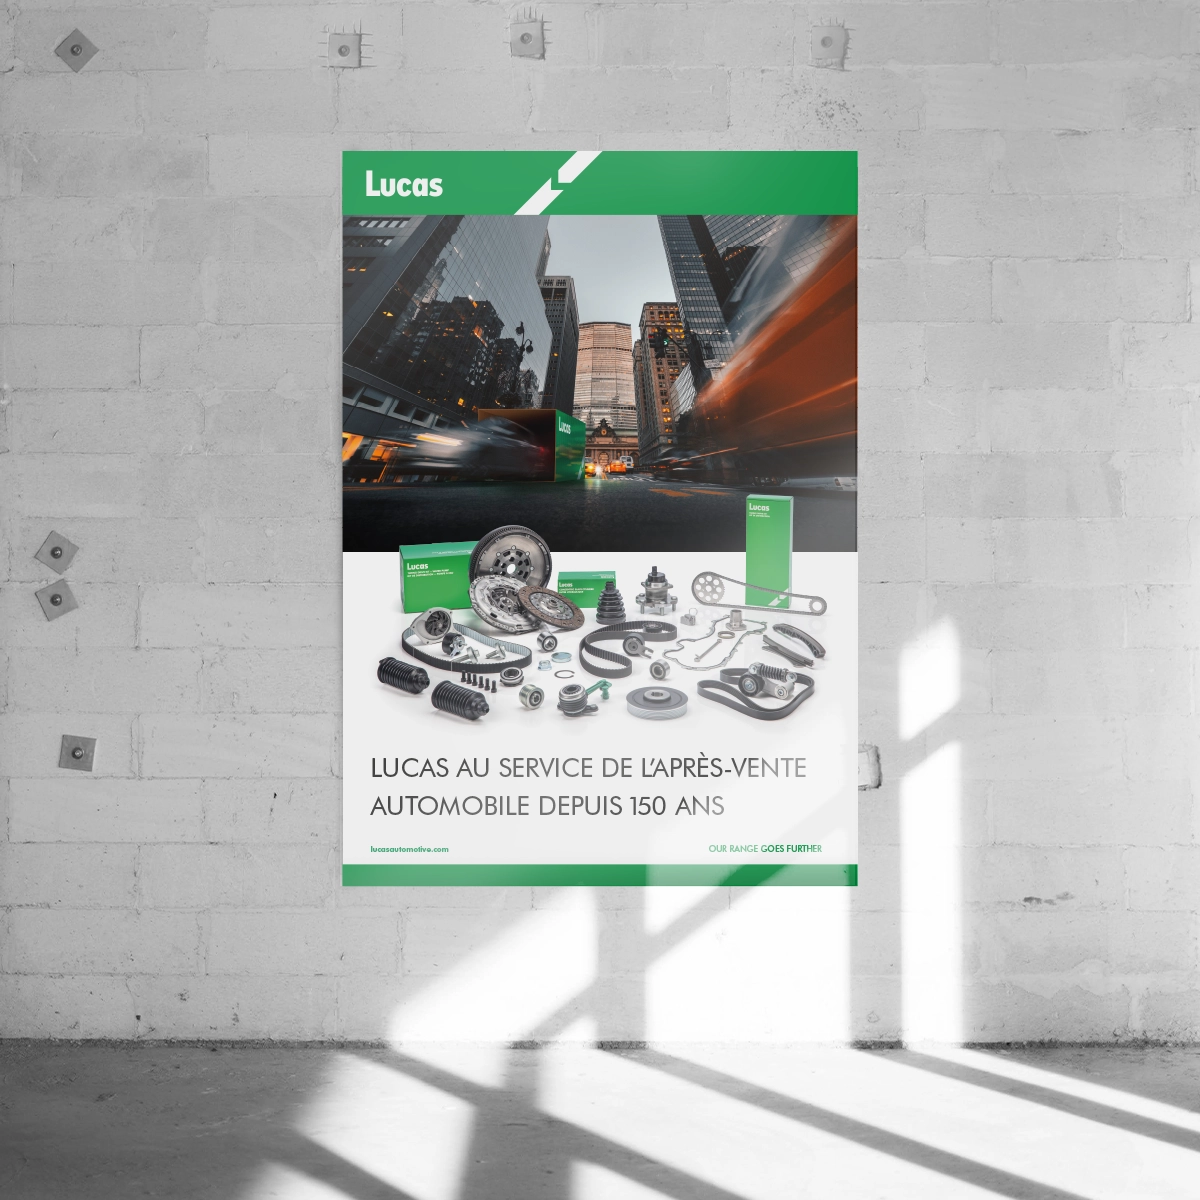 Lucas
Lucas
Lucas
Lucas
Lucas
LUCAS AU SERVICE DE L'APRÈS-VENTE
AUTOMOBILE DEPUIS 150 ANS
lucasautomotive.com
OUR RANGE GOES FURTHER